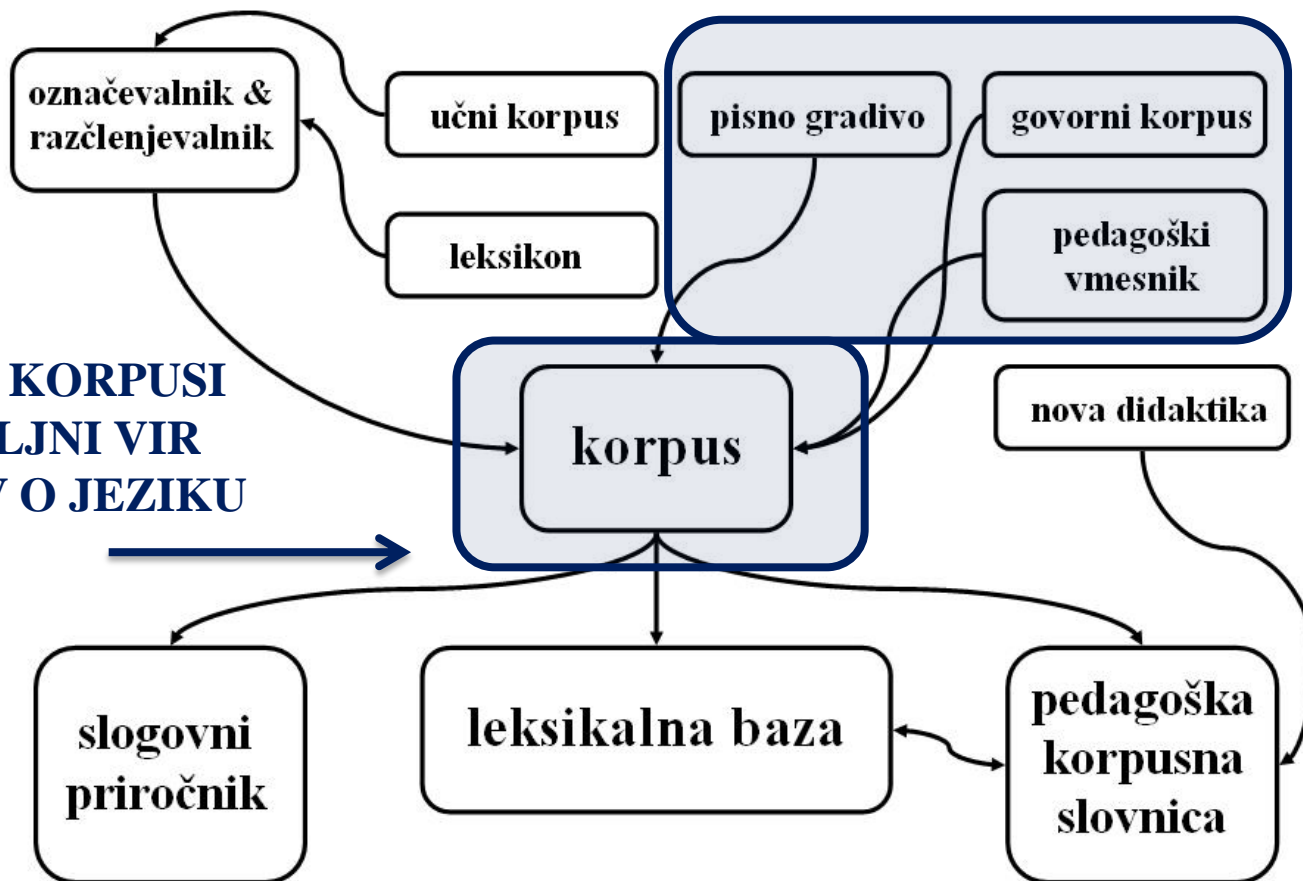 označevalnik &
razčlenjevalnik
učni korpus
pisno gradivo
govorni korpus
leksikon
pedagoški
vmesnik
KORPUSI
LJNI VIR
O JEZIKU
korpus
nova didaktika
slogovni
priročnik
leksikalna baza
pedagoška
korpusna
slovnica